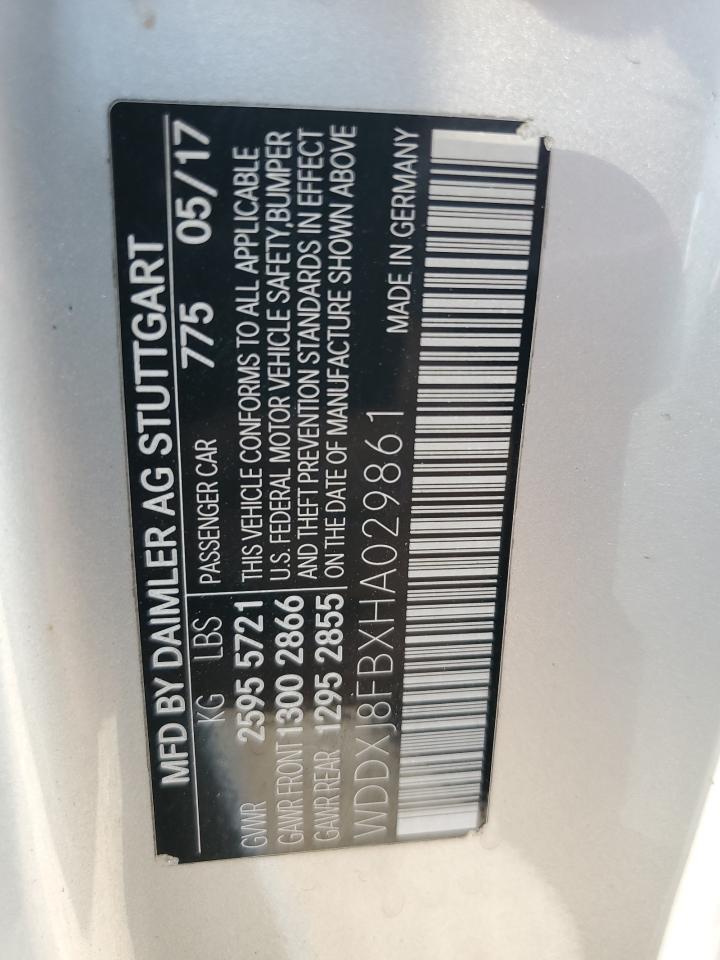 MFD BY DAIMLER AG STUTTGART
KG LBS PASSENGER CAR 775 05/17
GVWR 2595 5721 THIS VEHICLE CONFORMS TO ALL APPLICABLE
GAWR FRONT 1300 2866 U.S. FEDERAL MOTOR VEHICLE SAFETY,BUMPER
GAWR REAR 1295 2855 AND THEFT PREVENTION STANDARDS IN EFFECT
ON THE DATE OF MANUFACTURE SHOWN ABOVE
WDDXJ8FBXHA029861 MADE IN GERMANY